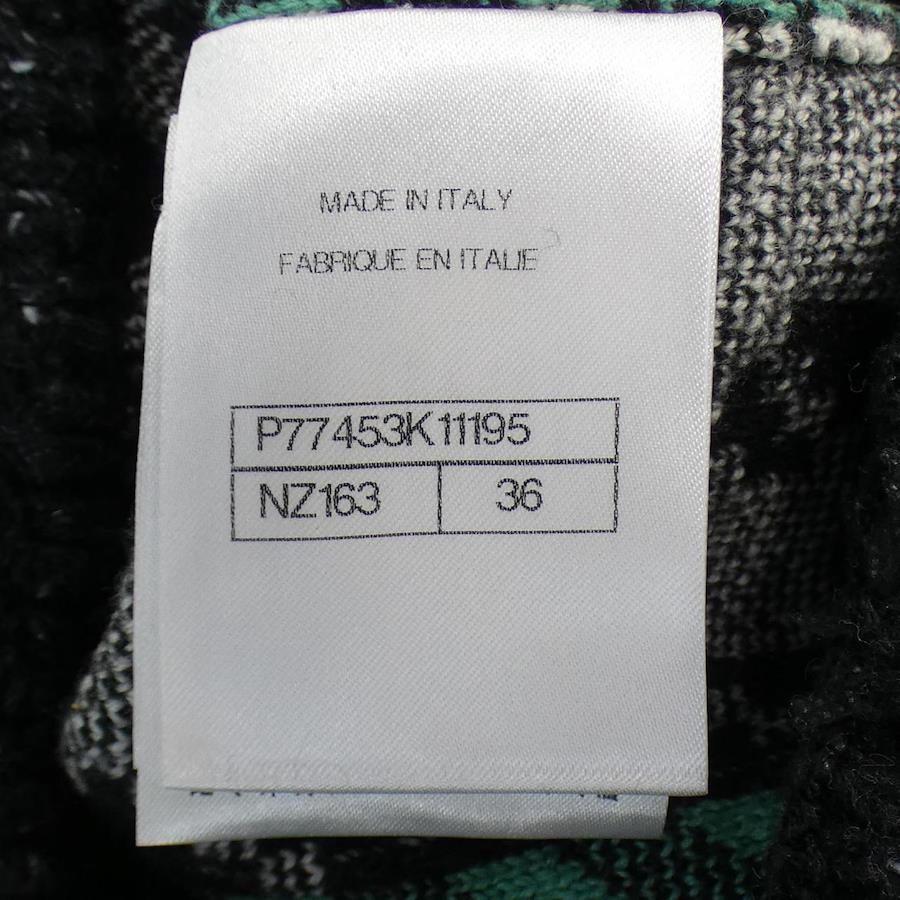 MADE IN ITALY
FABRIQUE EN ITALIE
P77453K11195
NZ163 36